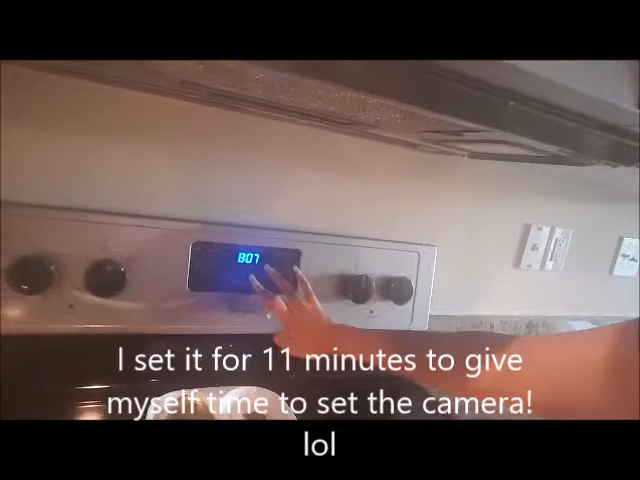 8:07
I set it for 11 minutes to give
myself time to set the camera!
lol